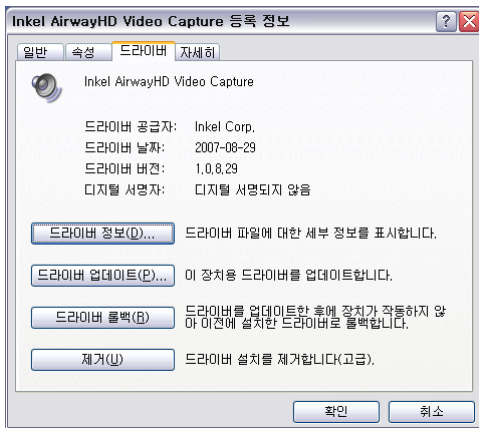 Inkel AirwayHD Video Capture 등록 정보
일반 속성 드라이버 자세히
Inkel AirwayHD Video Capture
드라이버 공급자: Inkel Corp.
드라이버 날짜: 2007-08-29
드라이버 버전: 1.0.8.29
디지털 서명자: 디지털 서명되지 않음
드라이버 정보(D)... 드라이버 파일에 대한 세부 정보를 표시합니다.
드라이버 업데이트(P)... 이 장치용 드라이버를 업데이트합니다.
드라이버 롤백(R) 드라이버를 업데이트한 후에 장치가 작동하지 않
아 이전에 설치한 드라이버로 롤백합니다.
제거(U) 드라이버 설치를 제거합니다(고급).
확인 취소